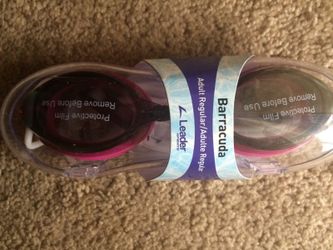 Protective Film
Remove Before Use
Barracuda
Adult Regular/Adulte Regular
Leader
Protective Film
Remove Before Use